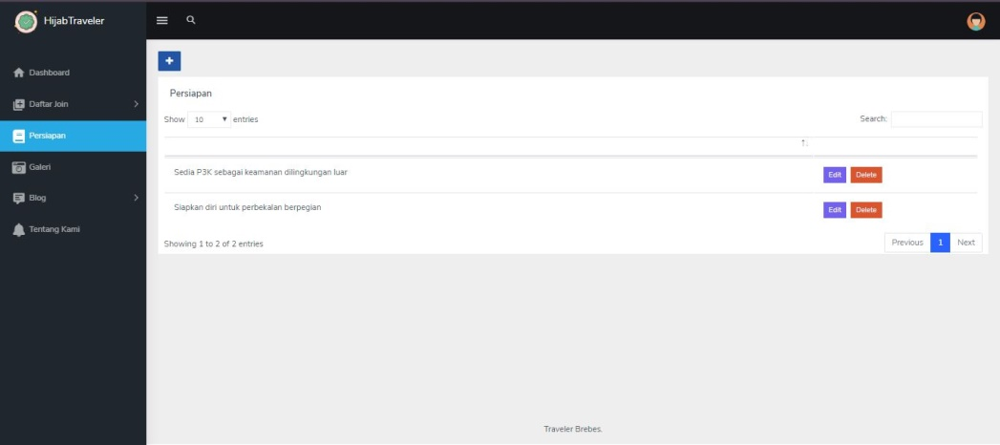 HijabTraveler
Dashboard
Daftar Join
Persiapan
Galeri
Blog
Tentang Kami
+
Persiapan
Show 10 entries
Search:
Sedia P3K sebagai keamanan dilingkungan luar
Edit Delete
Siapkan diri untuk perbekalan berpegian
Edit Delete
Showing 1 to 2 of 2 entries
Previous 1 Next
Traveler Brebes.